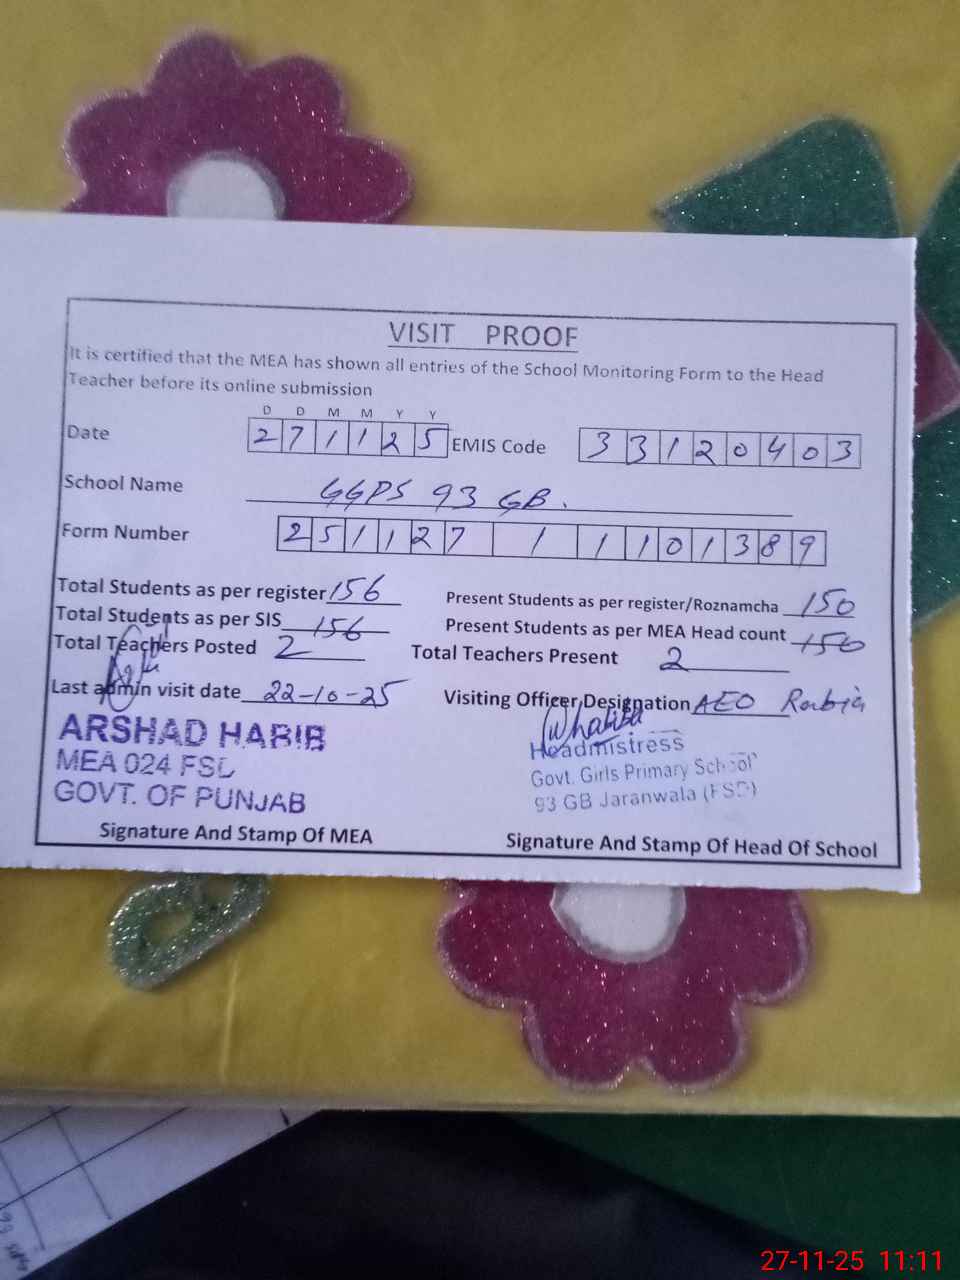 VISIT PROOF
It is certified that the MEA has shown all entries of the School Monitoring Form to the Head
Teacher before its online submission
D D M M Y Y
Date 2 7 1 1 2 5 EMIS Code 3 3 1 2 0 4 0 3
School Name GGPS 93 GB.
Form Number 2 5 1 1 2 7 1 1 1 0 1 3 8 9
Total Students as per register 156 Present Students as per register/Roznamcha 150
Total Students as per SIS 156 Present Students as per MEA Head count 150
Total Teachers Posted 2 Total Teachers Present 2
Last admin visit date 22-10-25 Visiting Officer Designation AEO Rabia
ARSHAD HABIB
MEA 024 FSD
GOVT. OF PUNJAB
Headmistress
Govt. Girls Primary School
93 GB Jaranwala (FSD)
Signature And Stamp Of MEA Signature And Stamp Of Head Of School
27-11-25 11:11